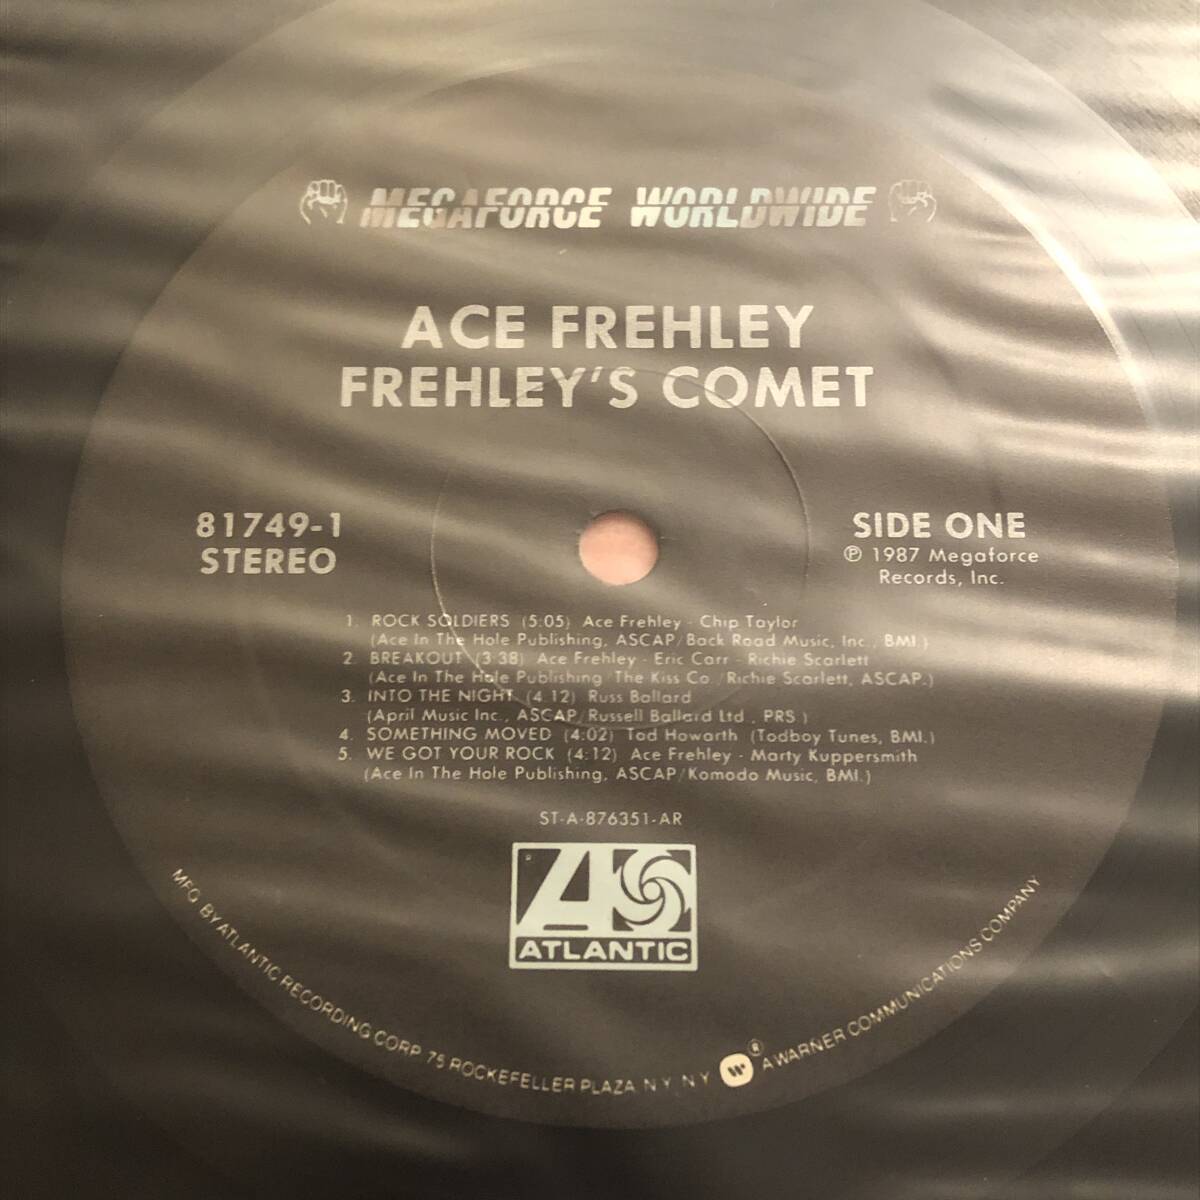 MEGAFORCE WORLDWIDE
ACE FREHLEY
FREHLEY'S COMET
81749-1
STEREO
SIDE ONE
℗ 1987 Megaforce
Records, Inc.
1. ROCK SOLDIERS (5:05) Ace Frehley - Chip Taylor
(Ace In The Hole Publishing, ASCAP/Back Road Music, Inc., BMI.)
2. BREAKOUT (3:38) Ace Frehley - Eric Carr - Richie Scarlett
(Ace In The Hole Publishing/The Kiss Co./Richie Scarlett, ASCAP.)
3. INTO THE NIGHT (4:12) Russ Ballard
(April Music Inc., ASCAP/Russell Ballard Ltd., PRS.)
4. SOMETHING MOVED (4:02) Tod Howarth (Todboy Tunes, BMI.)
5. WE GOT YOUR ROCK (4:12) Ace Frehley - Marty Kuppersmith
(Ace In The Hole Publishing, ASCAP/Komodo Music, BMI.)
ST-A-876351-AR
ATLANTIC
MFG. BY ATLANTIC RECORDING CORP. 75 ROCKEFELLER PLAZA N.Y. N.Y. ® A WARNER COMMUNICATIONS COMPANY